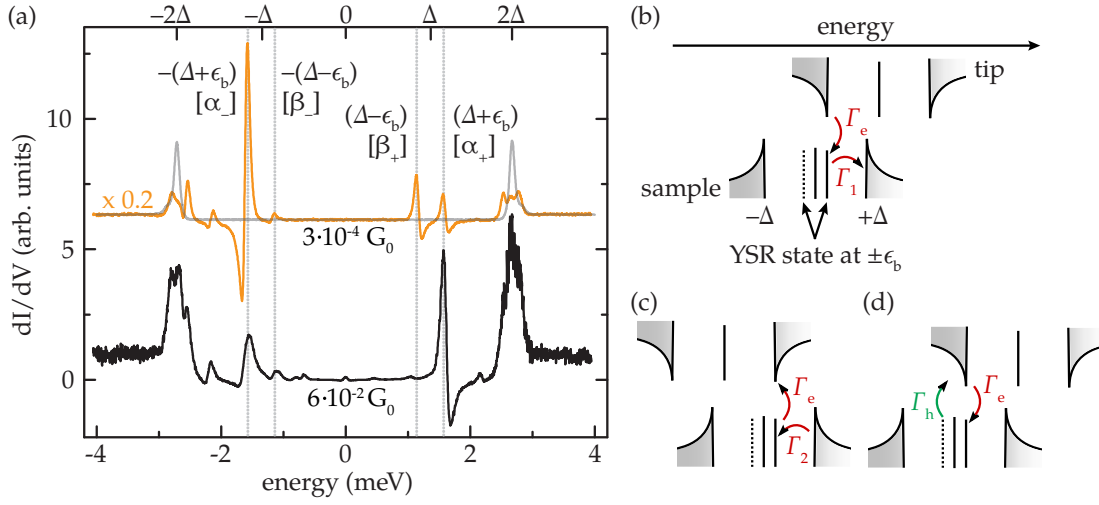 (a)
−2Δ −Δ 0 Δ 2Δ
−(Δ+ϵb)
[α−]
−(Δ−ϵb)
[β−]
(Δ−ϵb)
[β+]
(Δ+ϵb)
[α+]
x 0.2
3·10-4 G0
6·10-2 G0
10
5
0
dI/dV (arb. units)
-4 -2 0 2 4
energy (meV)
(b)
energy
tip
Γe
Γ1
sample
−Δ +Δ
YSR state at ±ϵb
(c)
Γe
Γ2
(d)
Γh Γe